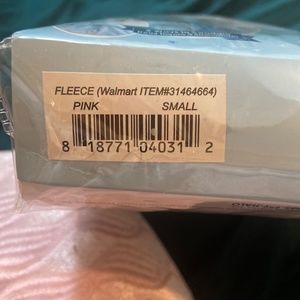 FLEECE (Walmart ITEM#31464664)
PINK SMALL
8 18771 04031 2